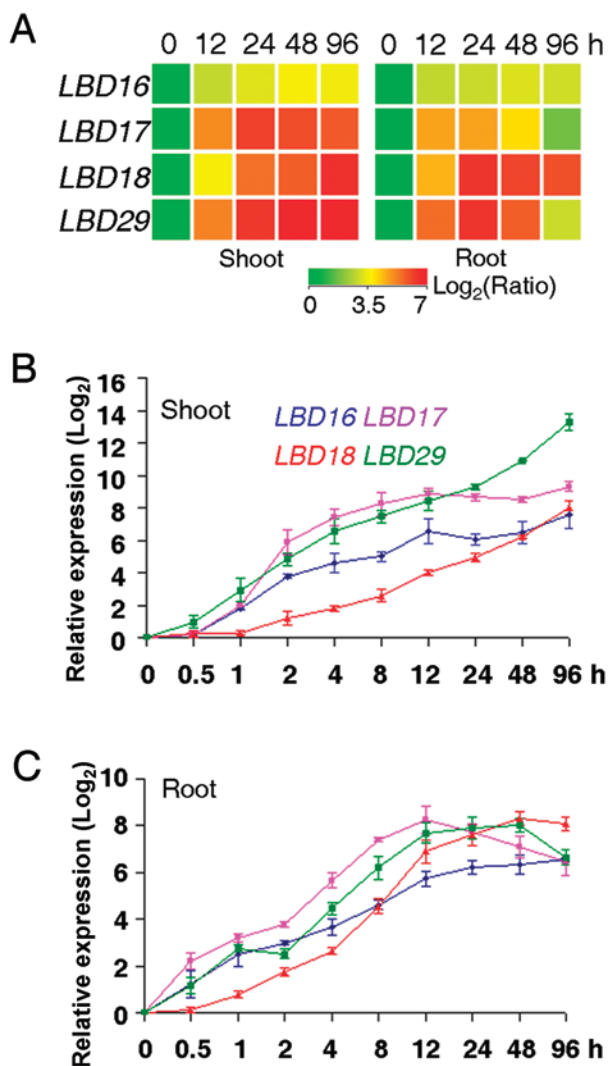 A
0 12 24 48 96 0 12 24 48 96 h
LBD16
LBD17
LBD18
LBD29
Shoot Root
Log2(Ratio)
0 3.5 7
B
Relative expression (Log2)
16
14
12
10
8
6
4
2
0
Shoot
LBD16 LBD17
LBD18 LBD29
0 0.5 1 2 4 8 12 24 48 96 h
C
Relative expression (Log2)
10
8
6
4
2
0
Root
0 0.5 1 2 4 8 12 24 48 96 h